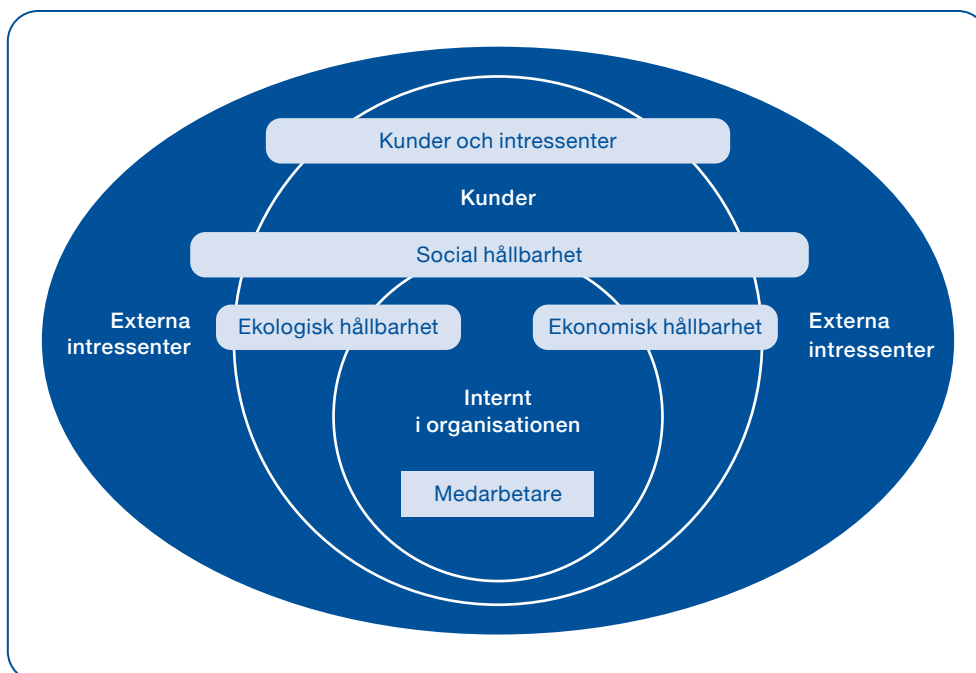 Kunder och intressenter
Kunder
Social hållbarhet
Externa
intressenter
Ekologisk hållbarhet
Ekonomisk hållbarhet
Externa
intressenter
Internt
i organisationen
Medarbetare